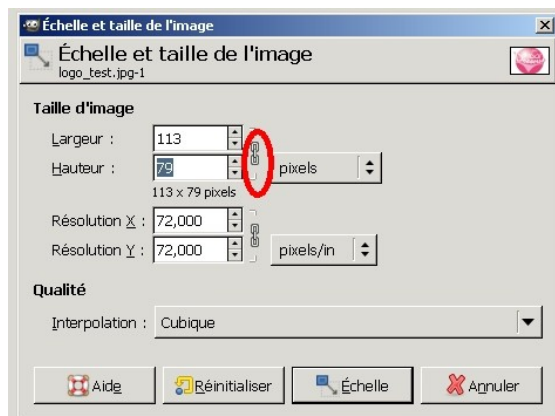 Échelle et taille de l'image
Échelle et taille de l'image
logo_test.jpg-1
Taille d'image
Largeur : 113
Hauteur : 79 pixels
113 x 79 pixels
Résolution X : 72,000
Résolution Y : 72,000 pixels/in
Qualité
Interpolation : Cubique
Aide Réinitialiser Échelle Annuler